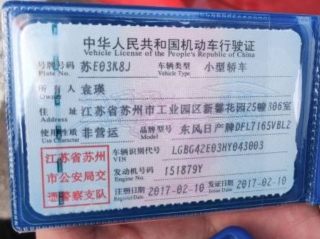 中华人民共和国机动车行驶证
Vehicle License of the People's Republic of China
号牌号码 苏E03K8J 车辆类型 小型轿车
Plate No. Vehicle Type
所有人 袁瑛
Owner
住址 江苏省苏州市工业园区新馨花园25幢306室
Address
使用性质 非营运 品牌型号 东风日产牌DFL7165VBL2
Model
江苏省苏州市公安局交通警察支队
车辆识别代号 LGBG42E03HY043003
VIN
发动机号码 151879Y
Engine No.
注册日期 2017-02-10 发证日期 2017-02-10
Register Date Issue Date